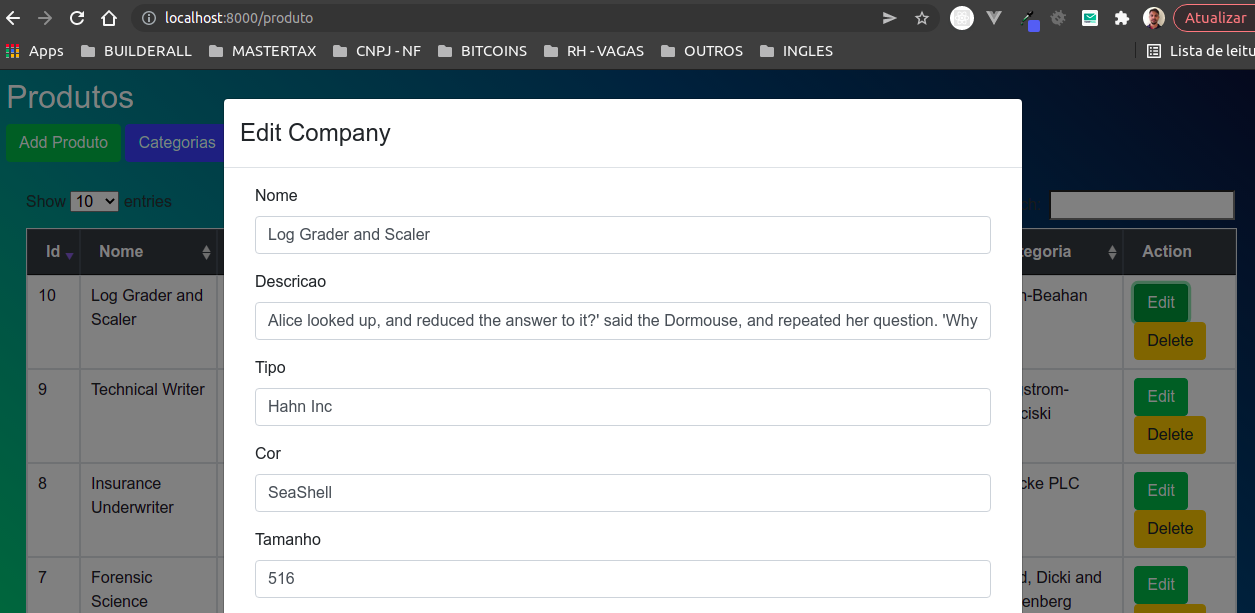 localhost:8000/produto
Atualizar
Apps BUILDERALL MASTERTAX CNPJ - NF BITCOINS RH - VAGAS OUTROS INGLES Lista de leitu
Produtos
Add Produto Categorias
Edit Company
Nome
Log Grader and Scaler
Descricao
Alice looked up, and reduced the answer to it?' said the Dormouse, and repeated her question. 'Why
Tipo
Hahn Inc
Cor
SeaShell
Tamanho
516
Show 10 entries
Id Nome egoria Action
10 Log Grader and n-Beahan Edit
Scaler Delete
9 Technical Writer strom- Edit
ciski Delete
8 Insurance cke PLC Edit
Underwriter Delete
7 Forensic d, Dicki and Edit
Science enberg